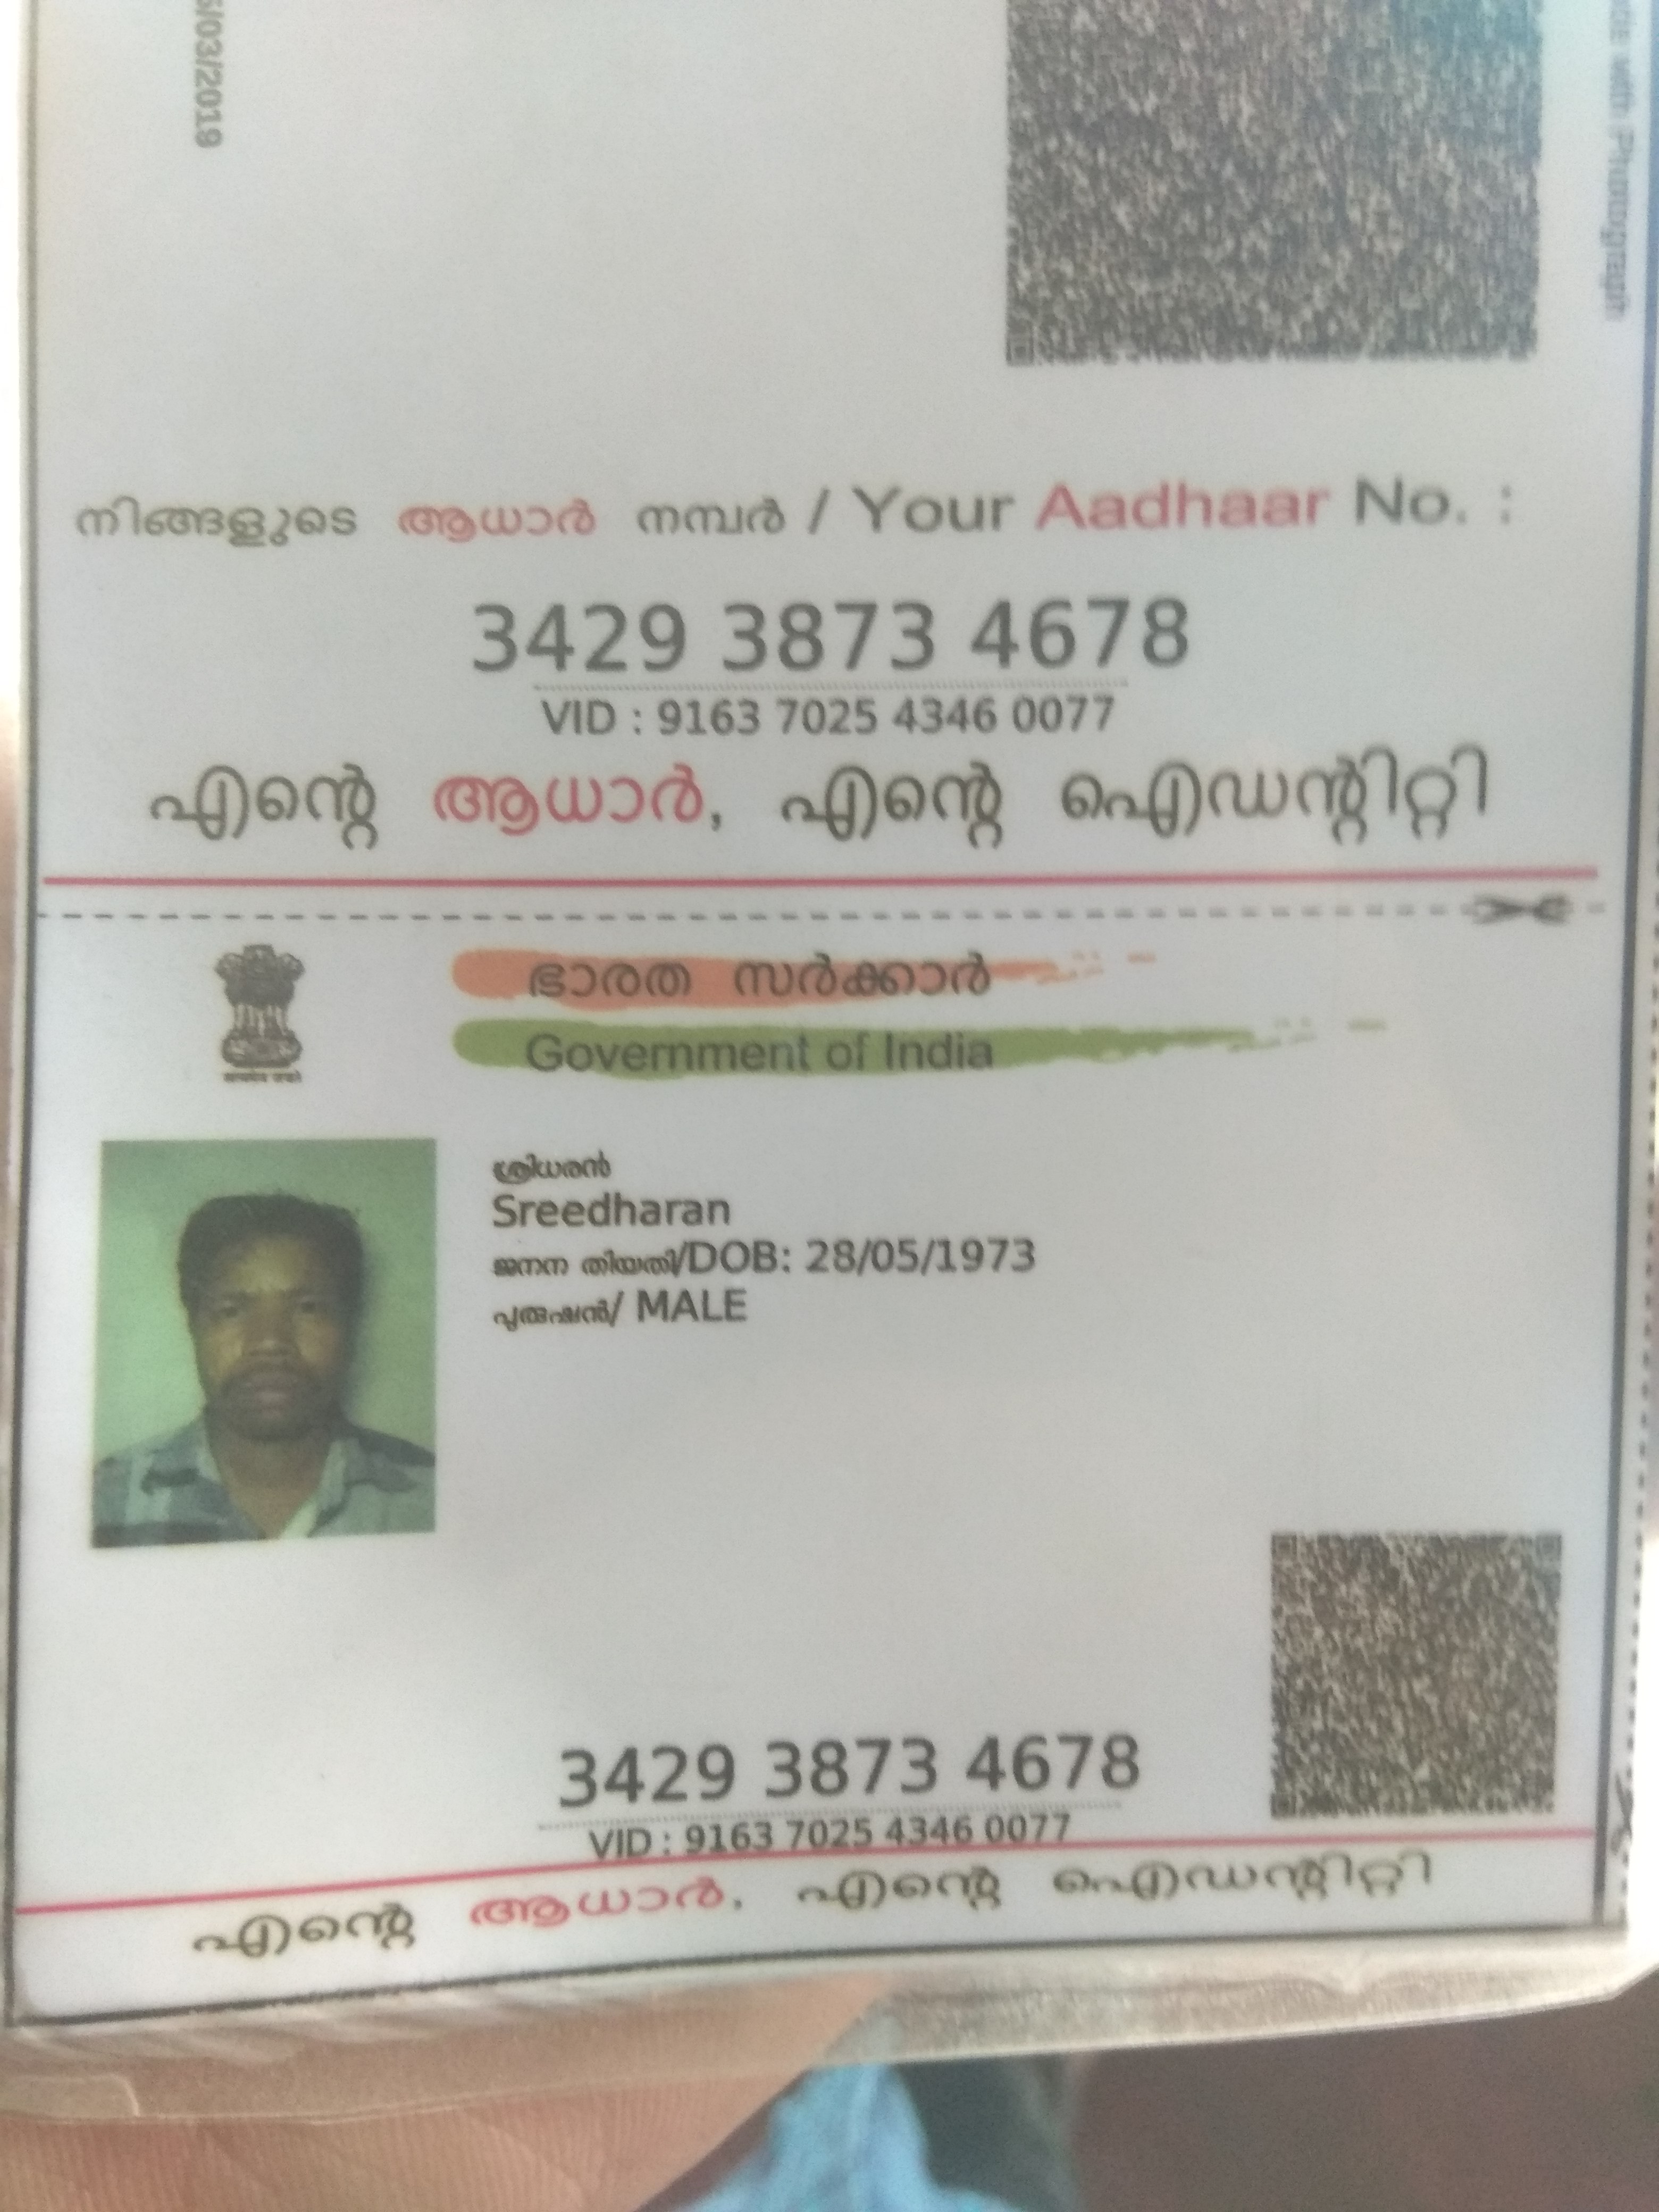 /03/2019
with Photograph
നിങ്ങളുടെ ആധാർ നമ്പർ / Your Aadhaar No. :
3429 3873 4678
VID : 9163 7025 4346 0077
എന്റെ ആധാർ, എന്റെ ഐഡന്റിറ്റി
ഭാരത സർക്കാർ
Government of India
സत्यമേവ
ശ്രീധരൻ
Sreedharan
ജനന തിയതി/DOB: 28/05/1973
പുരുഷൻ/ MALE
3429 3873 4678
VID : 9163 7025 4346 0077
എന്റെ ആധാർ, എന്റെ ഐഡന്റിറ്റി